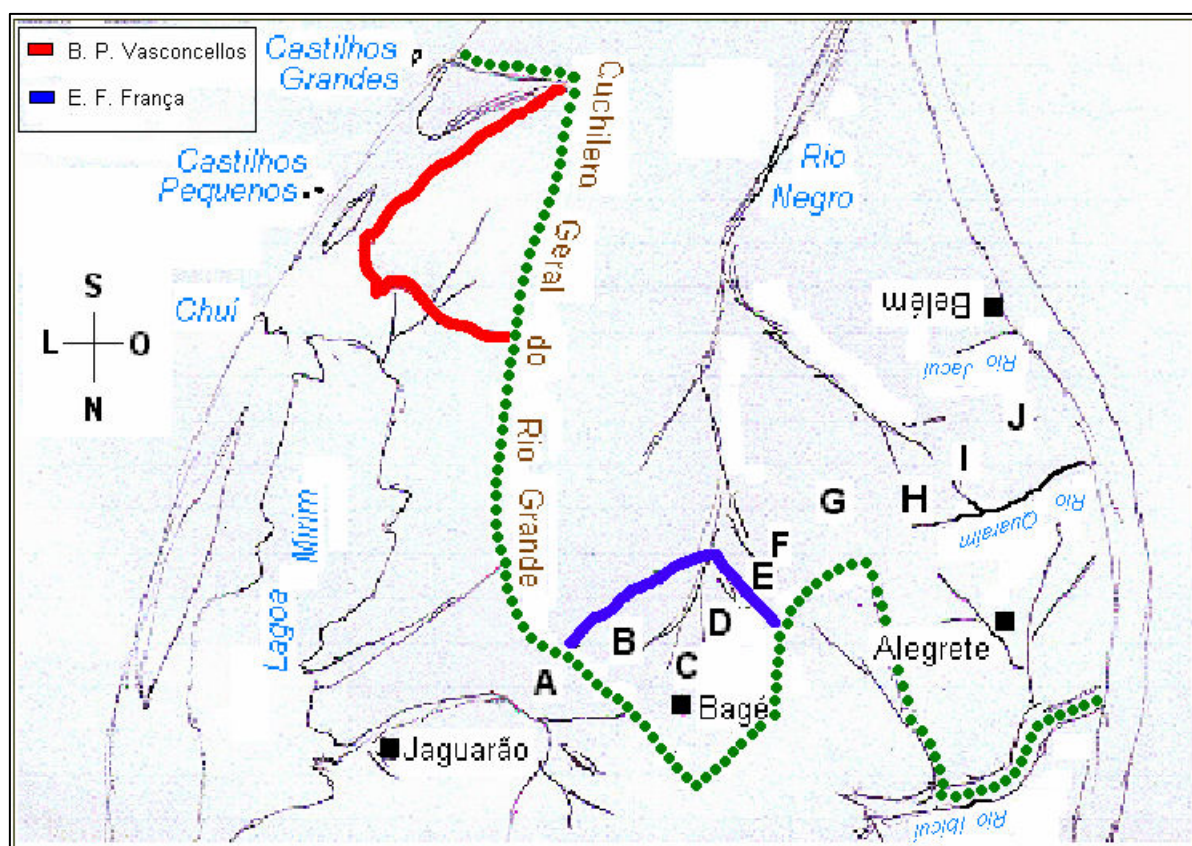 B. P. Vasconcellos
E. F. França
Castilhos
Grandes
Castilhos
Pequenos
Cuchilero Geral do Rio Grande
Rio
Negro
S
L O
N
Chuí
Belém
Rio Jacuí
J
I
H
G
F
E
D
C
B
A
Rio Quaraim
Lagoa Mirim
Alegrete
Bagé
Jaguarão
Rio Ibicuí